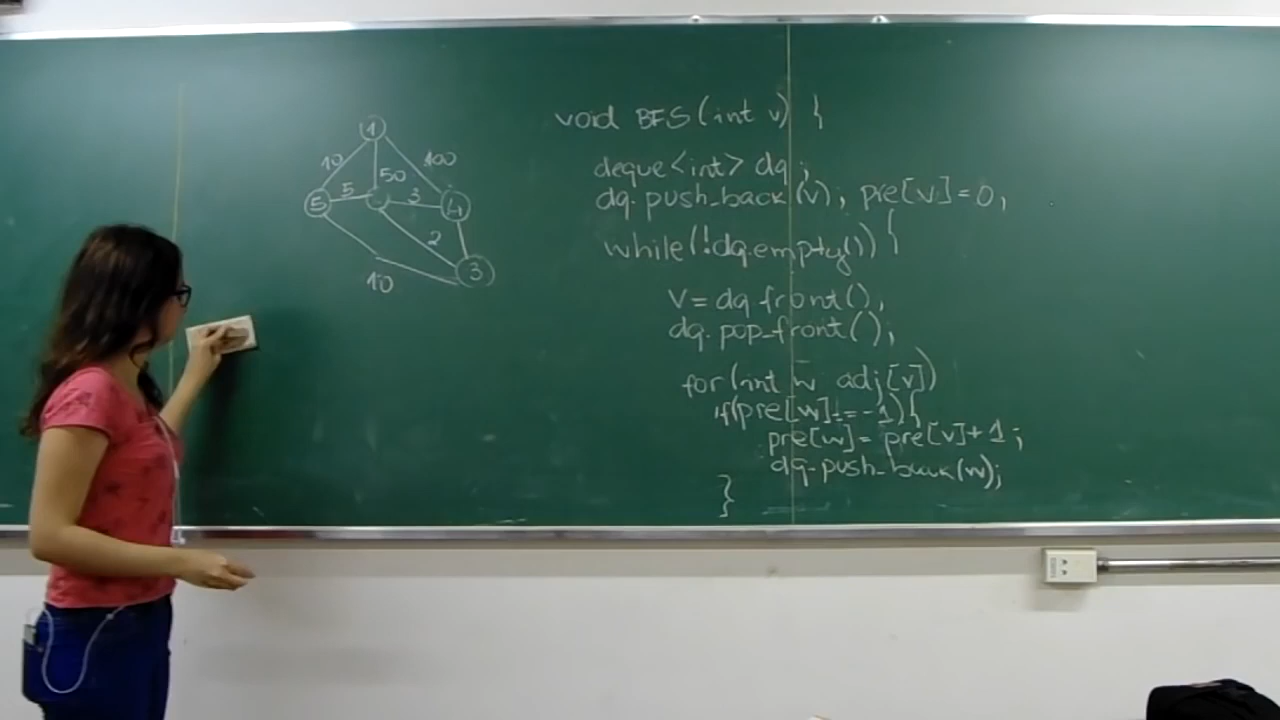 1
10
50
100
5
5
3
4
2
3
10
void BFS(int v) {
deque<int> dq;
dq.push_back(v); pre[v]=0;
while(!dq.empty()) {
v = dq.front();
dq.pop_front();
for (int w adj[v])
if(pre[w] == -1){
pre[w] = pre[v]+1;
dq.push_back(w);
}
}